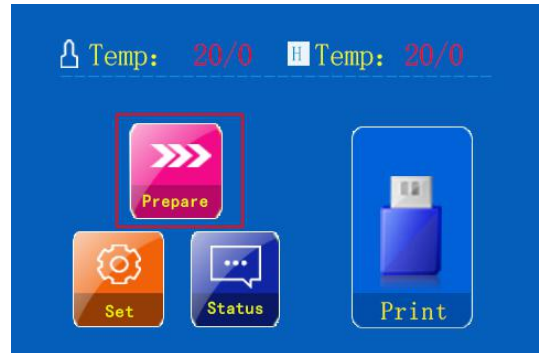 Temp: 20/0 H Temp: 20/0
Prepare
Set Status Print